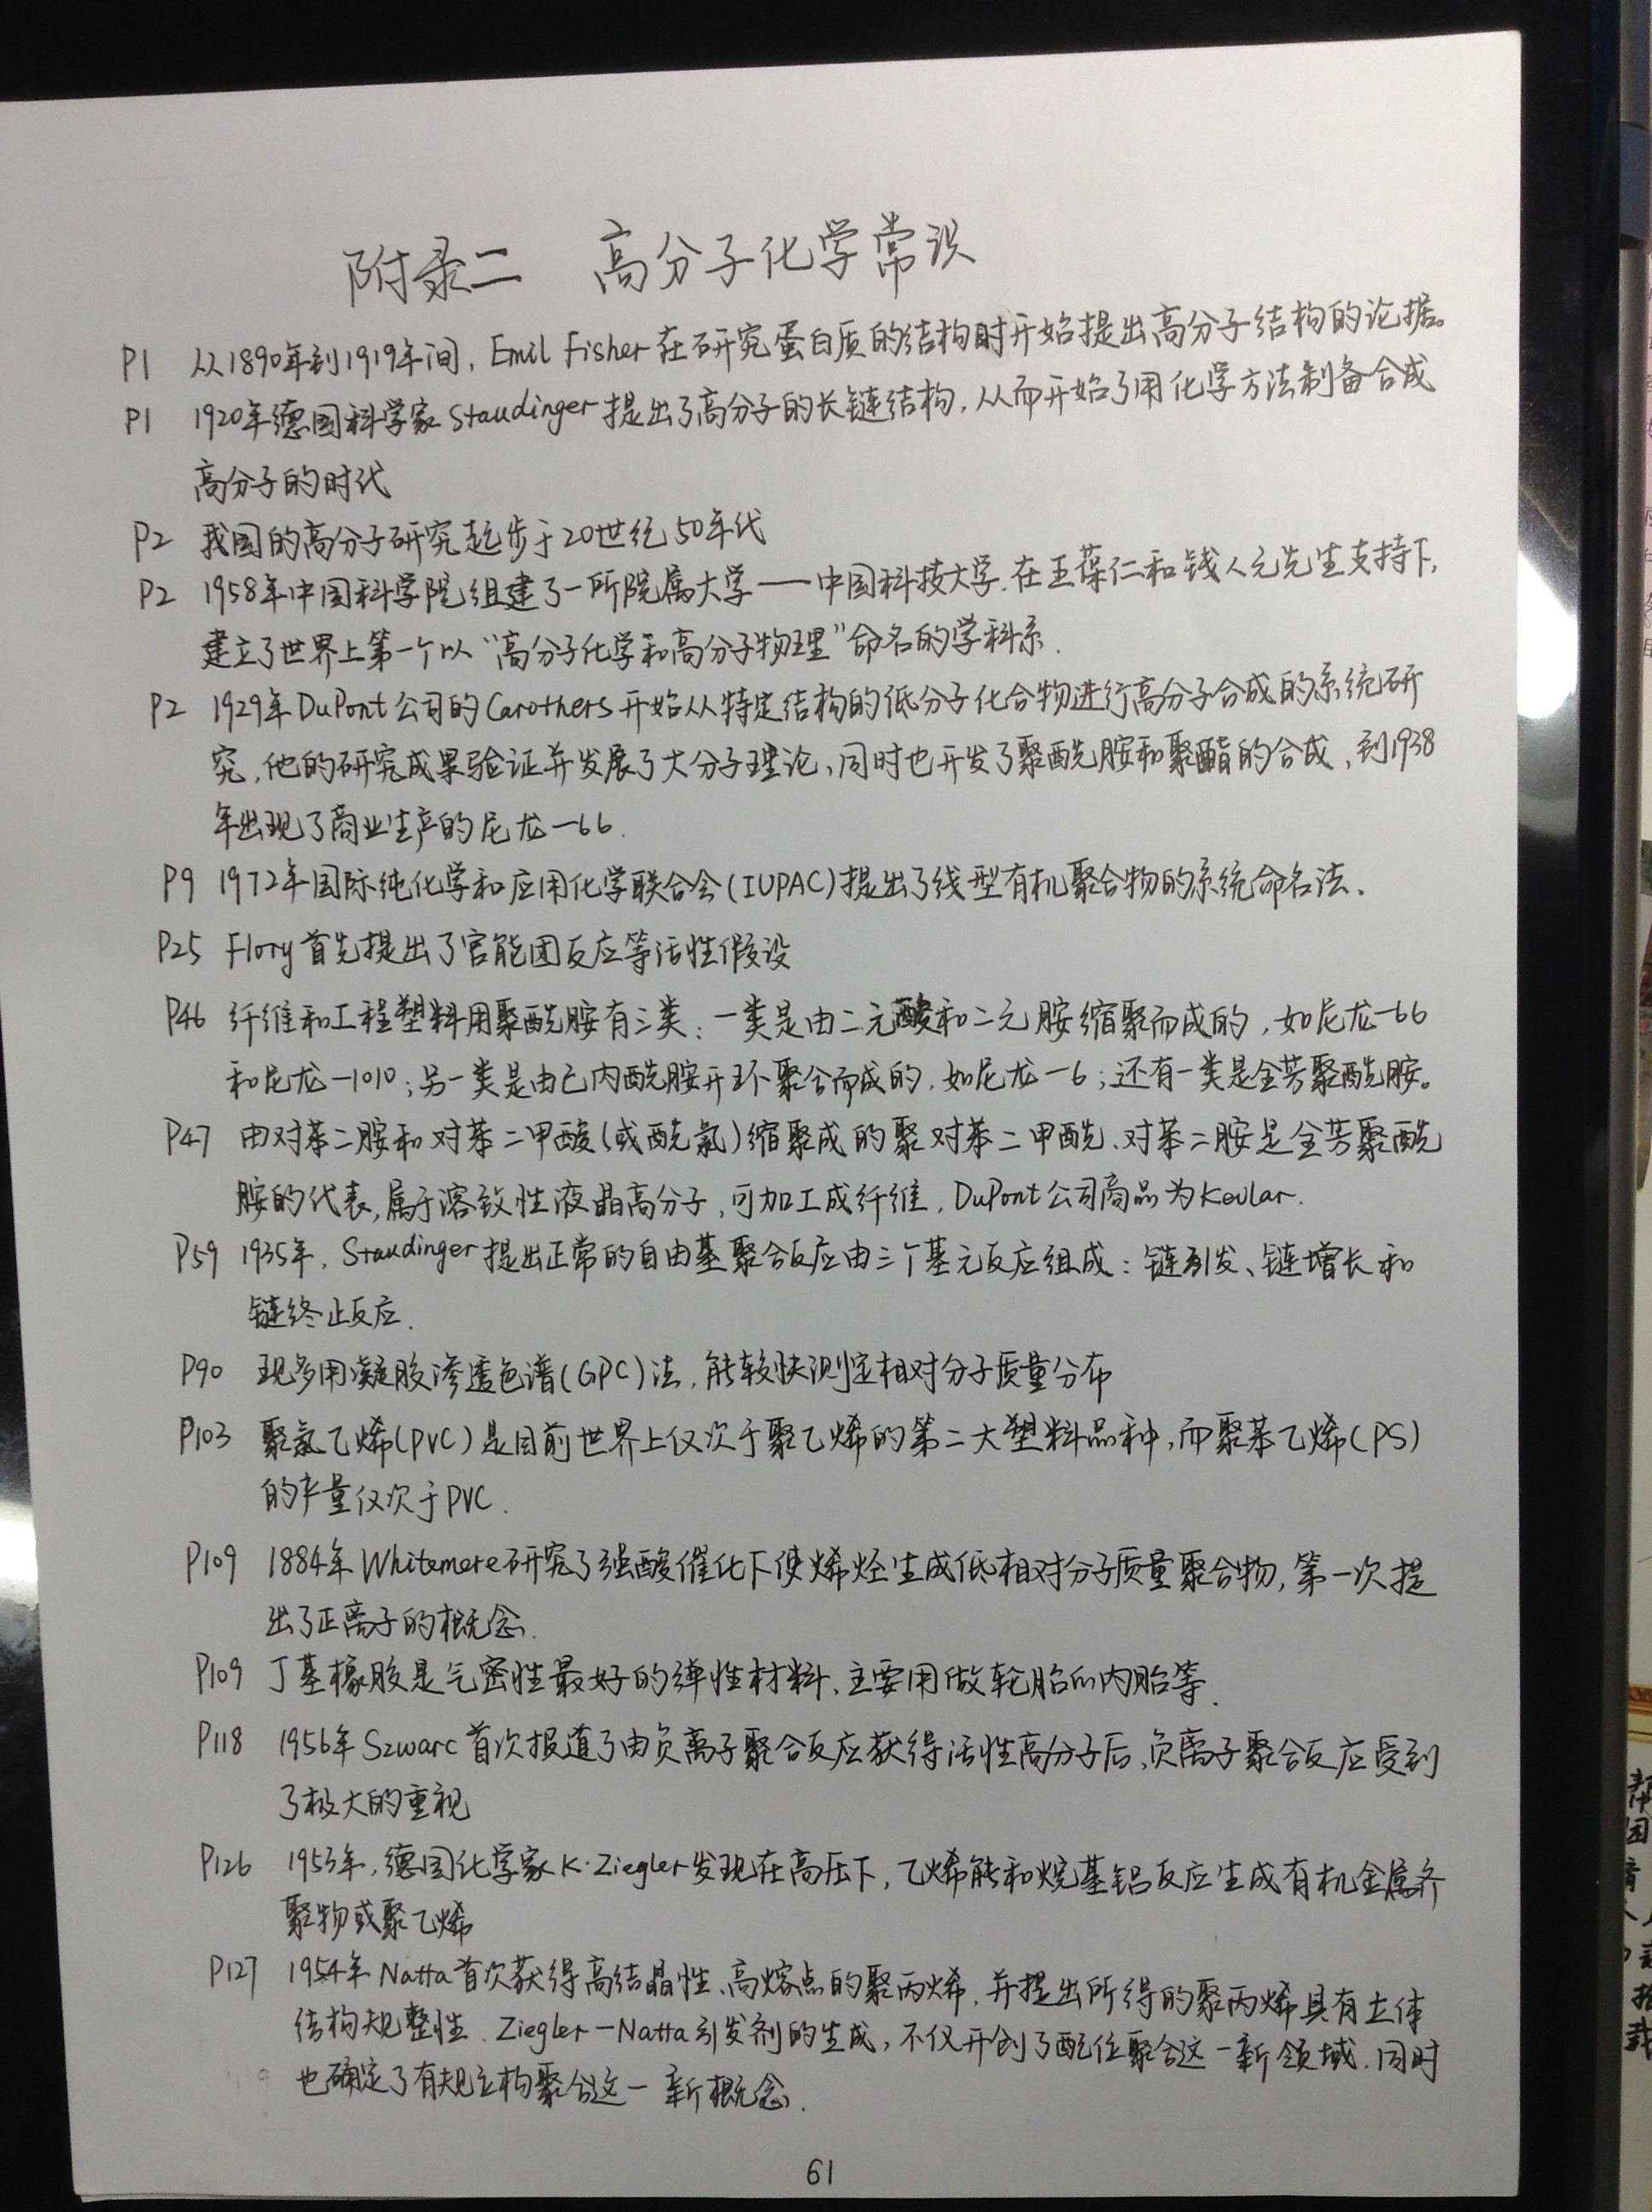 附录二 高分子化学常识
P1 从1890年到1919年间, Emil Fisher在研究蛋白质的结构时开始提出高分子结构的论据。
P1 1920年德国科学家Staudinger提出了高分子的长链结构,从而开始了用化学方法制备合成
高分子的时代
P2 我国的高分子研究起步于20世纪50年代
P2 1958年中国科学院组建了一所院属大学——中国科技大学.在王葆仁和钱人元先生支持下,
建立了世界上第一个以“高分子化学和高分子物理”命名的学科系.
P2 1929年DuPont公司的Carothers开始从特定结构的低分子化合物进行高分子合成的系统研
究,他的研究成果验证并发展了大分子理论、同时也开发了聚酰胺和聚酯的合成、到1938
年出现了商业生产的尼龙-66.
P9 1972年国际纯化学和应用化学联合会(IUPAC)提出了线型有机聚合物的系统命名法.
P25 Flory首先提出了官能团反应等活性假设
P46 纤维和工程塑料用聚酰胺有三类:一类是由二元酸和二元胺缩聚而成的,如尼龙-66
和尼龙-1010;另一类是由己内酰胺开环聚合而成的,如尼龙-6;还有一类是全芳聚酰胺。
P47 由对苯二胺和对苯二甲酸(或酰氯)缩聚成的聚对苯二甲酰、对苯二胺是全芳聚酰
胺的代表,属于溶致性液晶高分子,可加工成纤维,DuPont公司商品为Kevlar.
P59 1935年,Staudinger提出正常的自由基聚合反应由三个基元反应组成:链引发、链增长和
链终止反应.
P90 现多用凝胶渗透色谱(GPC)法,能较快测定相对分子质量分布
P103 聚氯乙烯(PVC)是目前世界上仅次于聚乙烯的第二大塑料品种,而聚苯乙烯(PS)
的产量仅次于PVC.
P109 1884年Whitemore研究了强酸催化下使烯烃生成低相对分子质量聚合物,第一次提
出了正离子的概念.
P109 丁基橡胶是气密性最好的弹性材料、主要用做轮胎的内胎等.
P118 1956年Szwarc首次报道了由负离子聚合反应获得活性高分子后、负离子聚合反应受到
了极大的重视
P126 1953年,德国化学家K·Ziegler发现在高压下,乙烯能和烷基铝反应生成有机金属齐
聚物或聚乙烯
P127 1954年Natta首次获得高结晶性、高熔点的聚丙烯,并提出所得的聚丙烯具有立体
结构规整性.Ziegler-Natta引发剂的生成,不仅开创了配位聚合这一新领域.同时
也确定了有规立构聚合这一新概念.
61